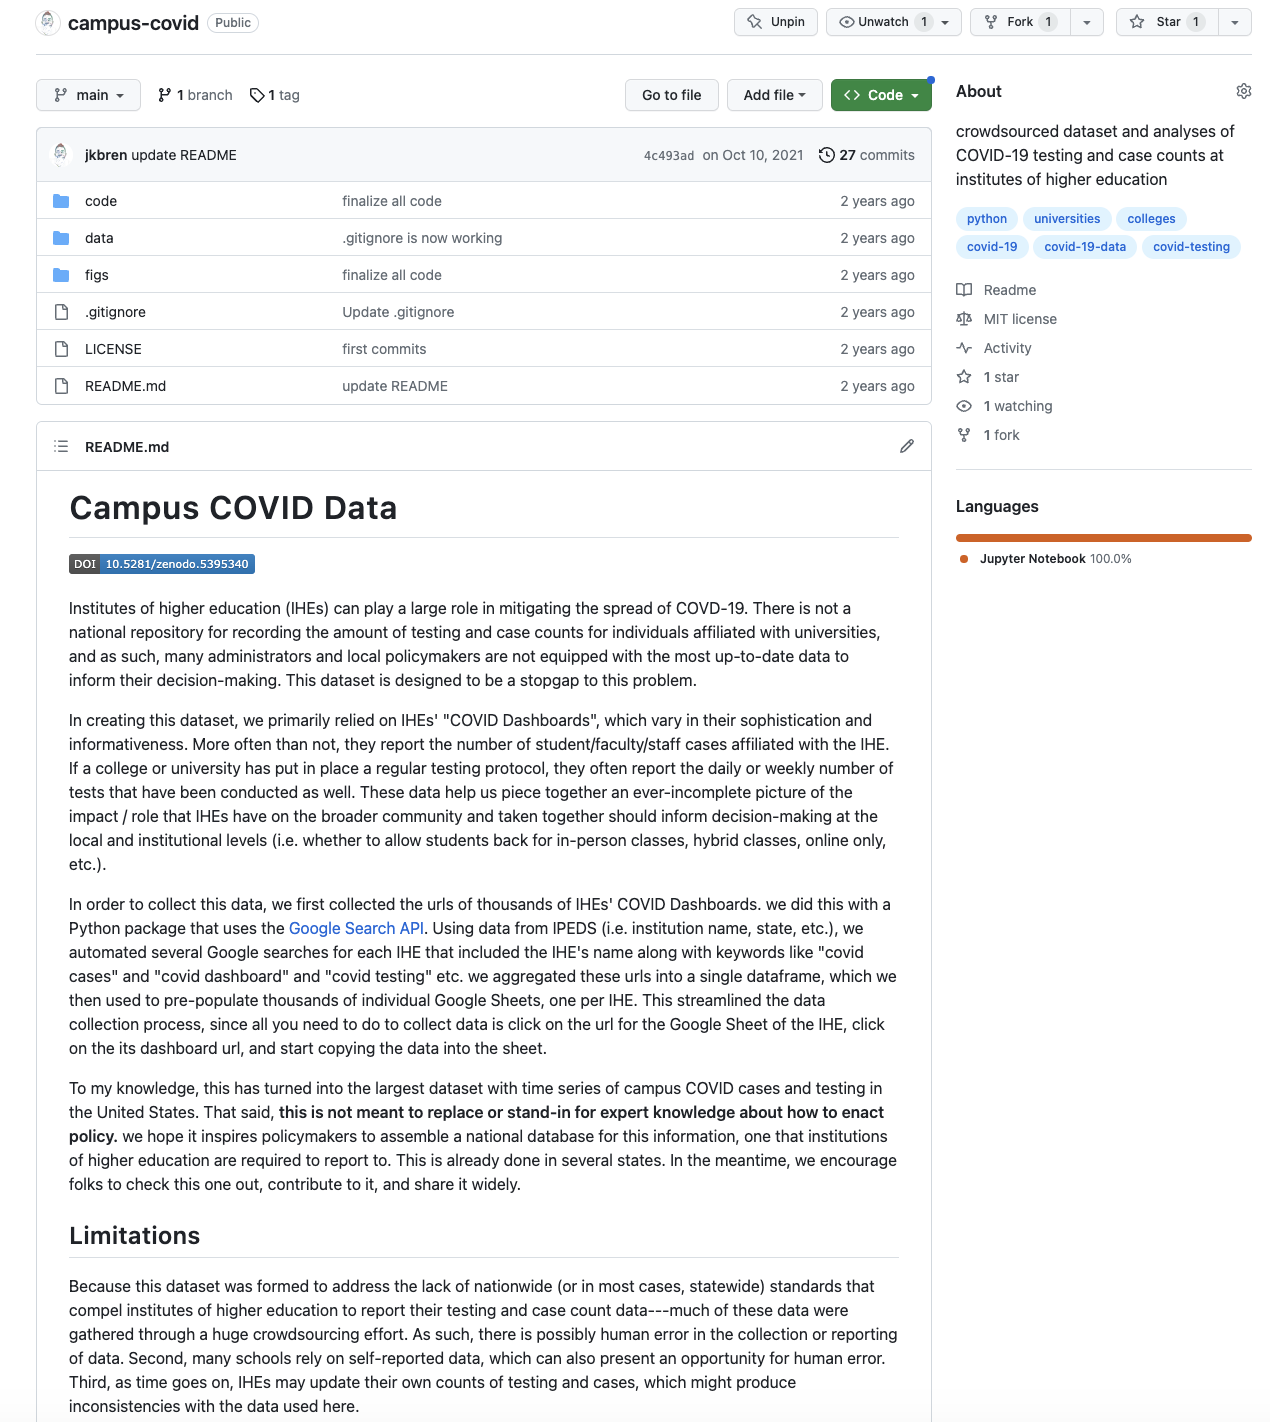 campus-covid Public
Unpin Unwatch 1 Fork 1 Star 1
main 1 branch 1 tag Go to file Add file Code
jkbren update README 4c493ad on Oct 10, 2021 27 commits
code finalize all code 2 years ago
data .gitignore is now working 2 years ago
figs finalize all code 2 years ago
.gitignore Update .gitignore 2 years ago
LICENSE first commits 2 years ago
README.md update README 2 years ago
README.md
Campus COVID Data
DOI 10.5281/zenodo.5395340
Institutes of higher education (IHEs) can play a large role in mitigating the spread of COVD-19. There is not a
national repository for recording the amount of testing and case counts for individuals affiliated with universities,
and as such, many administrators and local policymakers are not equipped with the most up-to-date data to
inform their decision-making. This dataset is designed to be a stopgap to this problem.
In creating this dataset, we primarily relied on IHEs' "COVID Dashboards", which vary in their sophistication and
informativeness. More often than not, they report the number of student/faculty/staff cases affiliated with the IHE.
If a college or university has put in place a regular testing protocol, they often report the daily or weekly number of
tests that have been conducted as well. These data help us piece together an ever-incomplete picture of the
impact / role that IHEs have on the broader community and taken together should inform decision-making at the
local and institutional levels (i.e. whether to allow students back for in-person classes, hybrid classes, online only,
etc.).
In order to collect this data, we first collected the urls of thousands of IHEs' COVID Dashboards. we did this with a
Python package that uses the Google Search API. Using data from IPEDS (i.e. institution name, state, etc.), we
automated several Google searches for each IHE that included the IHE's name along with keywords like "covid
cases" and "covid dashboard" and "covid testing" etc. we aggregated these urls into a single dataframe, which we
then used to pre-populate thousands of individual Google Sheets, one per IHE. This streamlined the data
collection process, since all you need to do to collect data is click on the url for the Google Sheet of the IHE, click
on the its dashboard url, and start copying the data into the sheet.
To my knowledge, this has turned into the largest dataset with time series of campus COVID cases and testing in
the United States. That said, this is not meant to replace or stand-in for expert knowledge about how to enact
policy. we hope it inspires policymakers to assemble a national database for this information, one that institutions
of higher education are required to report to. This is already done in several states. In the meantime, we encourage
folks to check this one out, contribute to it, and share it widely.
Limitations
Because this dataset was formed to address the lack of nationwide (or in most cases, statewide) standards that
compel institutes of higher education to report their testing and case count data---much of these data were
gathered through a huge crowdsourcing effort. As such, there is possibly human error in the collection or reporting
of data. Second, many schools rely on self-reported data, which can also present an opportunity for human error.
Third, as time goes on, IHEs may update their own counts of testing and cases, which might produce
inconsistencies with the data used here.
About
crowdsourced dataset and analyses of
COVID-19 testing and case counts at
institutes of higher education
python universities colleges
covid-19 covid-19-data covid-testing
Readme
MIT license
Activity
1 star
1 watching
1 fork
Languages
Jupyter Notebook 100.0%